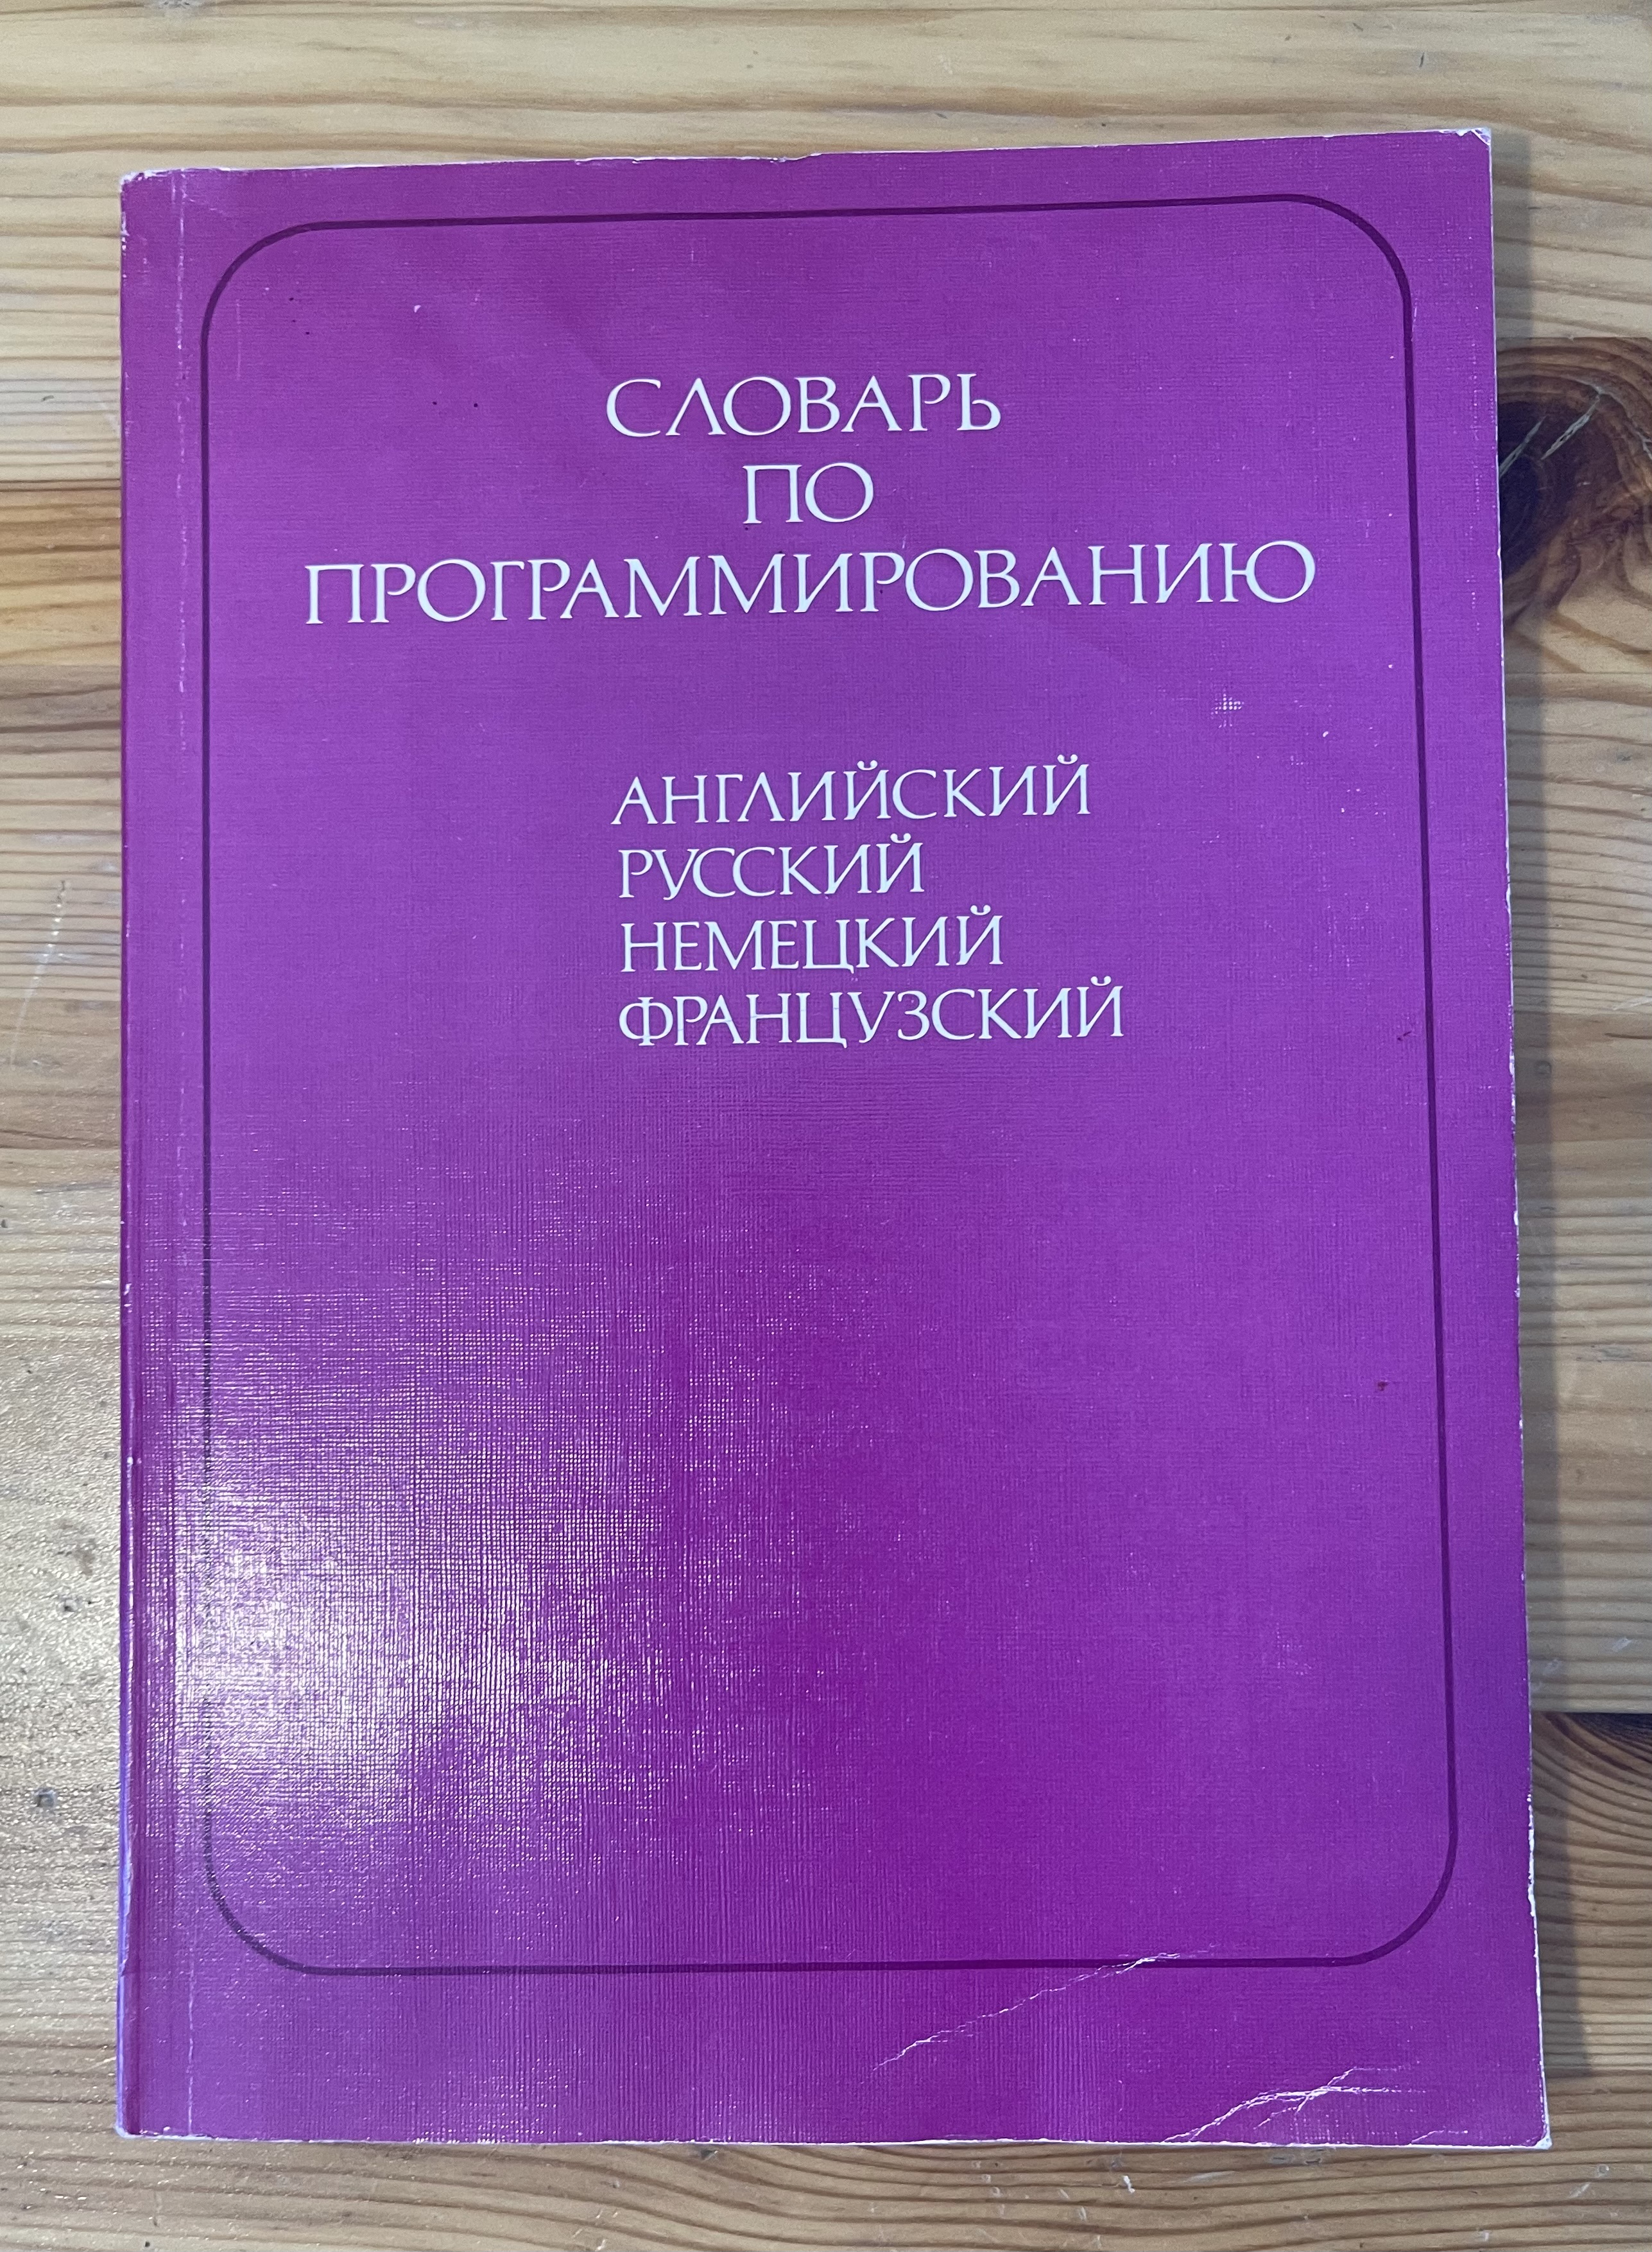 СЛОВАРЬ
ПО
ПРОГРАММИРОВАНИЮ
АНГЛИЙСКИЙ
РУССКИЙ
НЕМЕЦКИЙ
ФРАНЦУЗСКИЙ